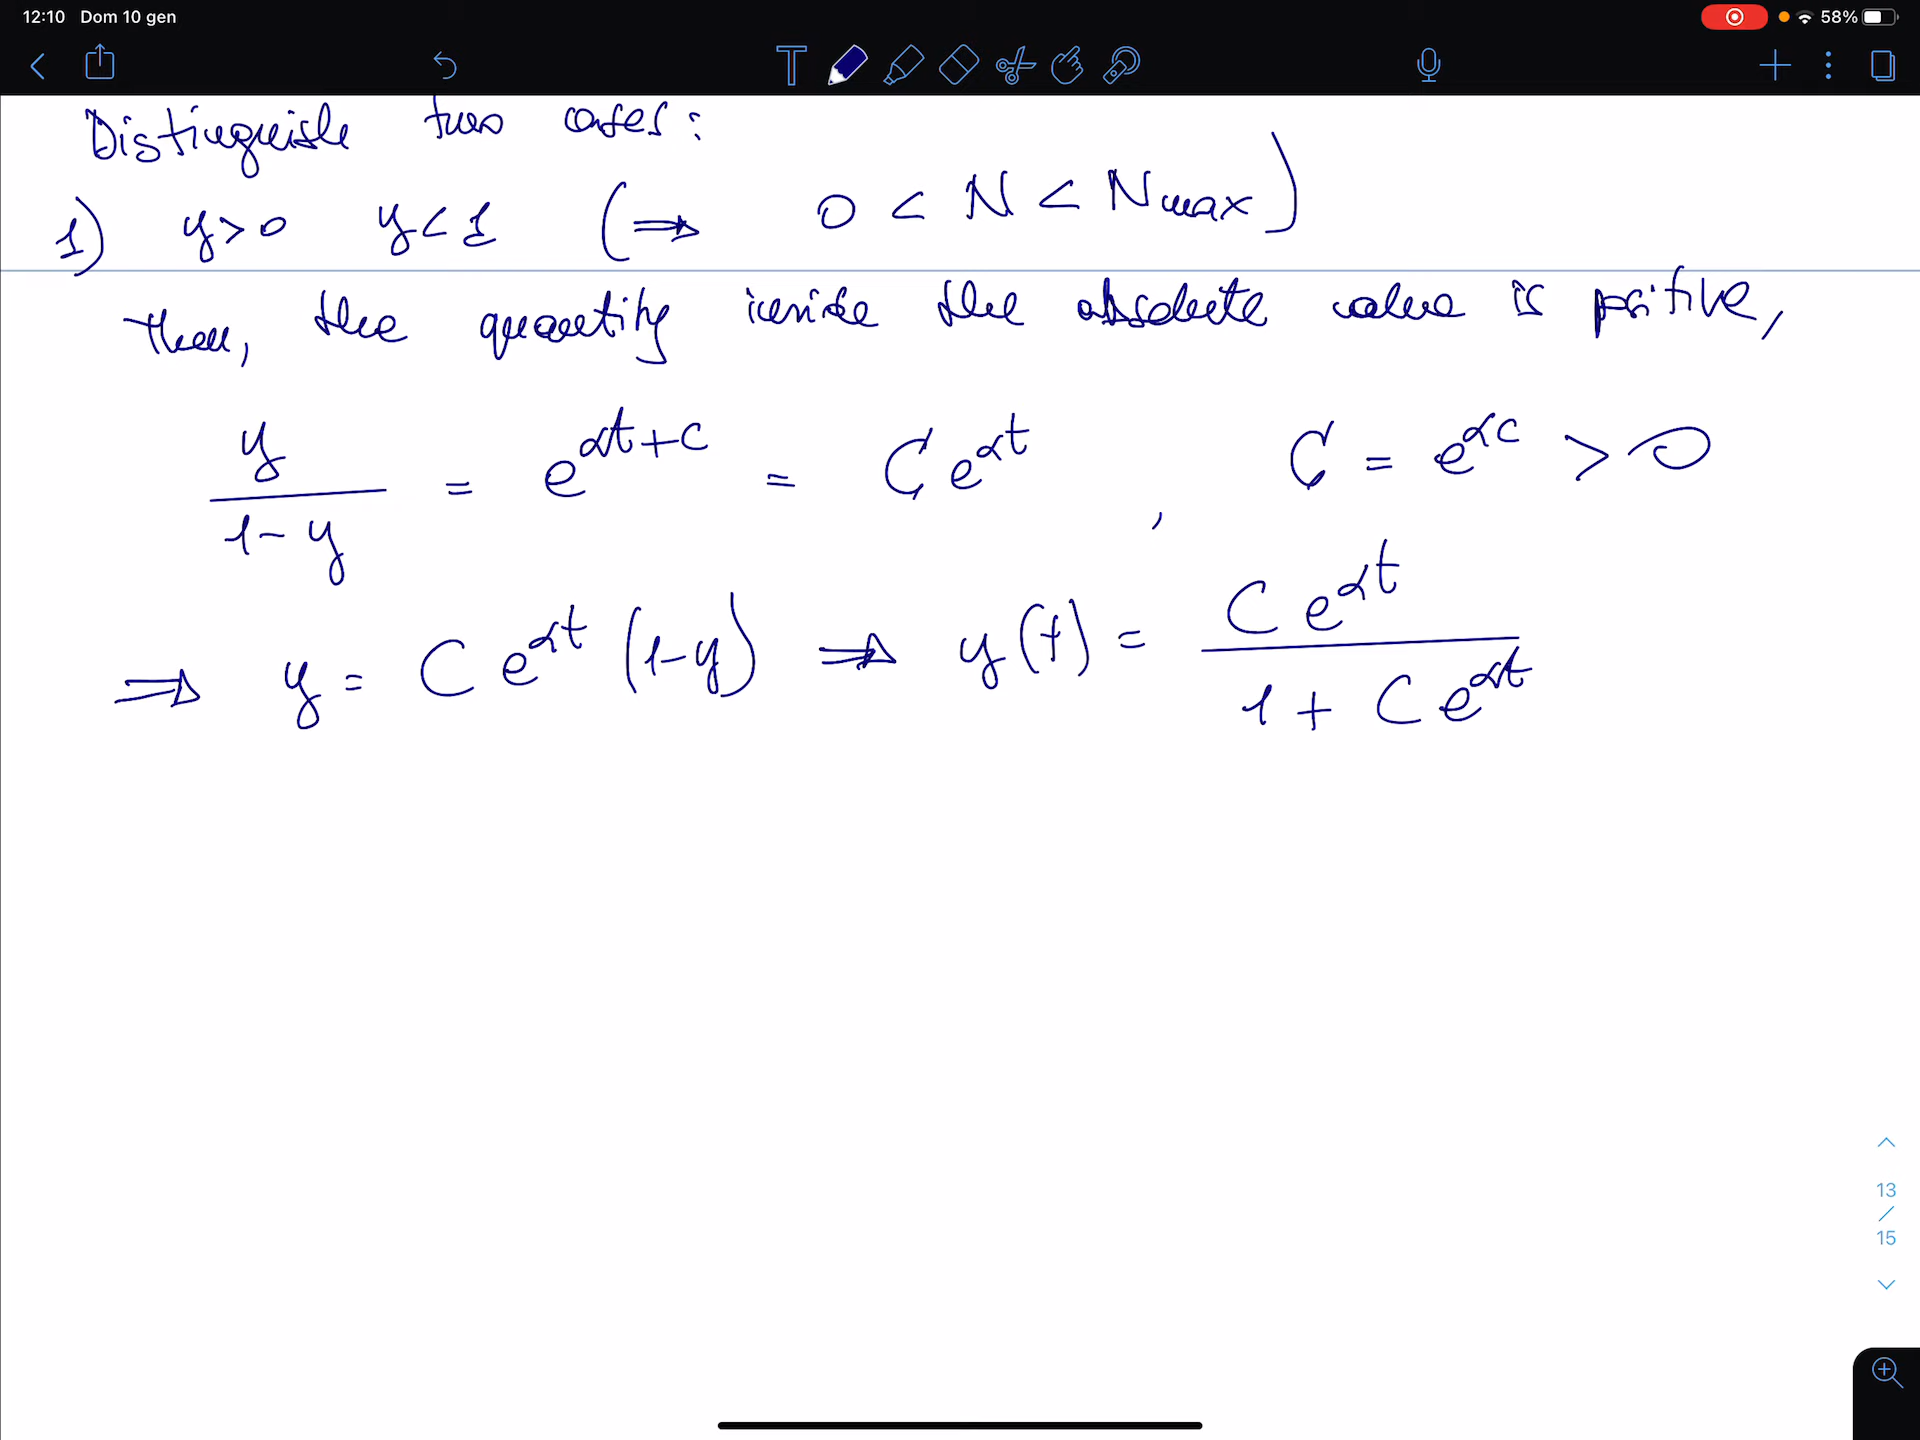 12:10 Dom 10 gen 58%
Distinguish two cases:
1) y>0 y<1 (⇒ 0 < N < Nmax)
then, the quantity inside the absolute value is positive,
y/(1-y) = e^{αt+c} = C e^{αt} , C = e^{αc} > 0
⇒ y = C e^{αt} (1-y) ⇒ y(t) = C e^{αt} / (1 + C e^{αt})
13
/
15